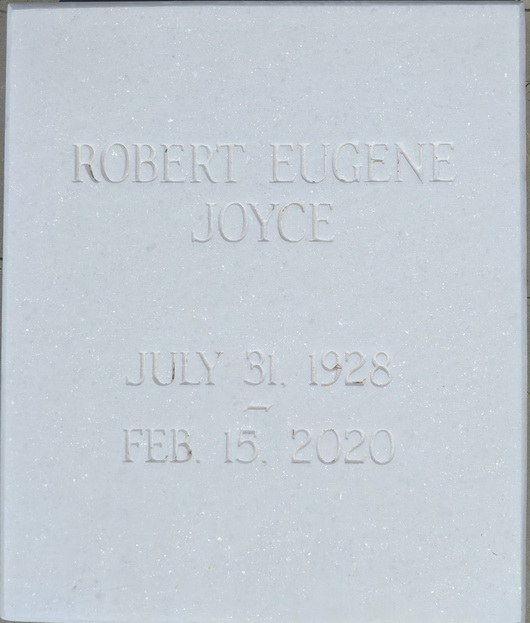 ROBERT EUGENE
JOYCE
JULY 31, 1928
–
FEB. 15, 2020